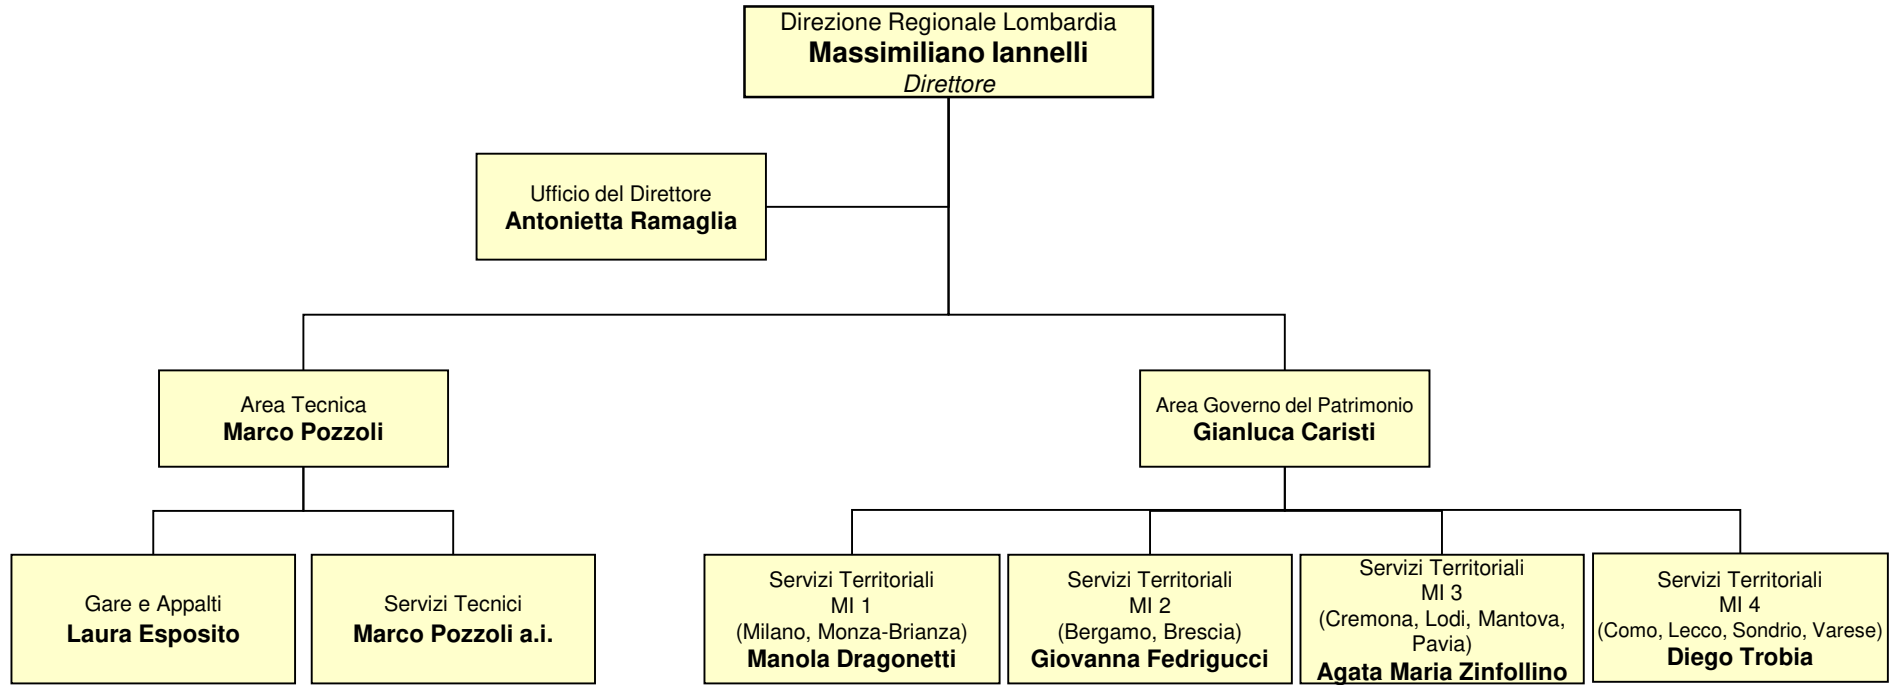 Direzione Regionale Lombardia
Massimiliano Iannelli
Direttore
Ufficio del Direttore
Antonietta Ramaglia
Area Tecnica
Marco Pozzoli
Area Governo del Patrimonio
Gianluca Caristi
Gare e Appalti
Laura Esposito
Servizi Tecnici
Marco Pozzoli a.i.
Servizi Territoriali
MI 1
(Milano, Monza-Brianza)
Manola Dragonetti
Servizi Territoriali
MI 2
(Bergamo, Brescia)
Giovanna Fedrigucci
Servizi Territoriali
MI 3
(Cremona, Lodi, Mantova,
Pavia)
Agata Maria Zinfollino
Servizi Territoriali
MI 4
(Como, Lecco, Sondrio, Varese)
Diego Trobia